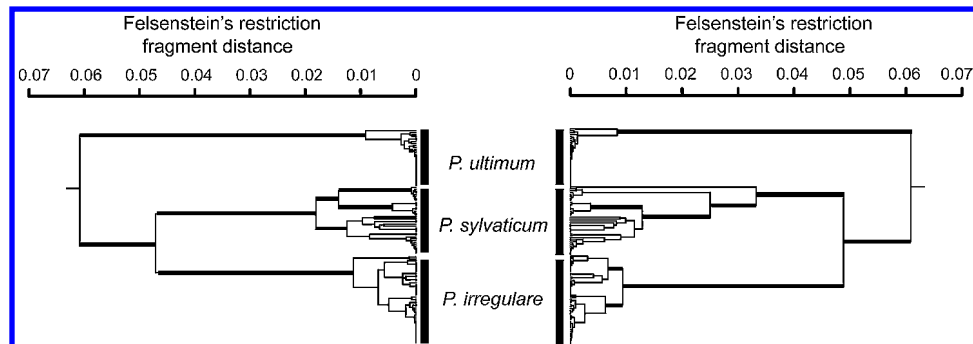 Felsenstein's restriction
fragment distance
0.07 0.06 0.05 0.04 0.03 0.02 0.01 0
Felsenstein's restriction
fragment distance
0 0.01 0.02 0.03 0.04 0.05 0.06 0.07
P. ultimum
P. sylvaticum
P. irregulare